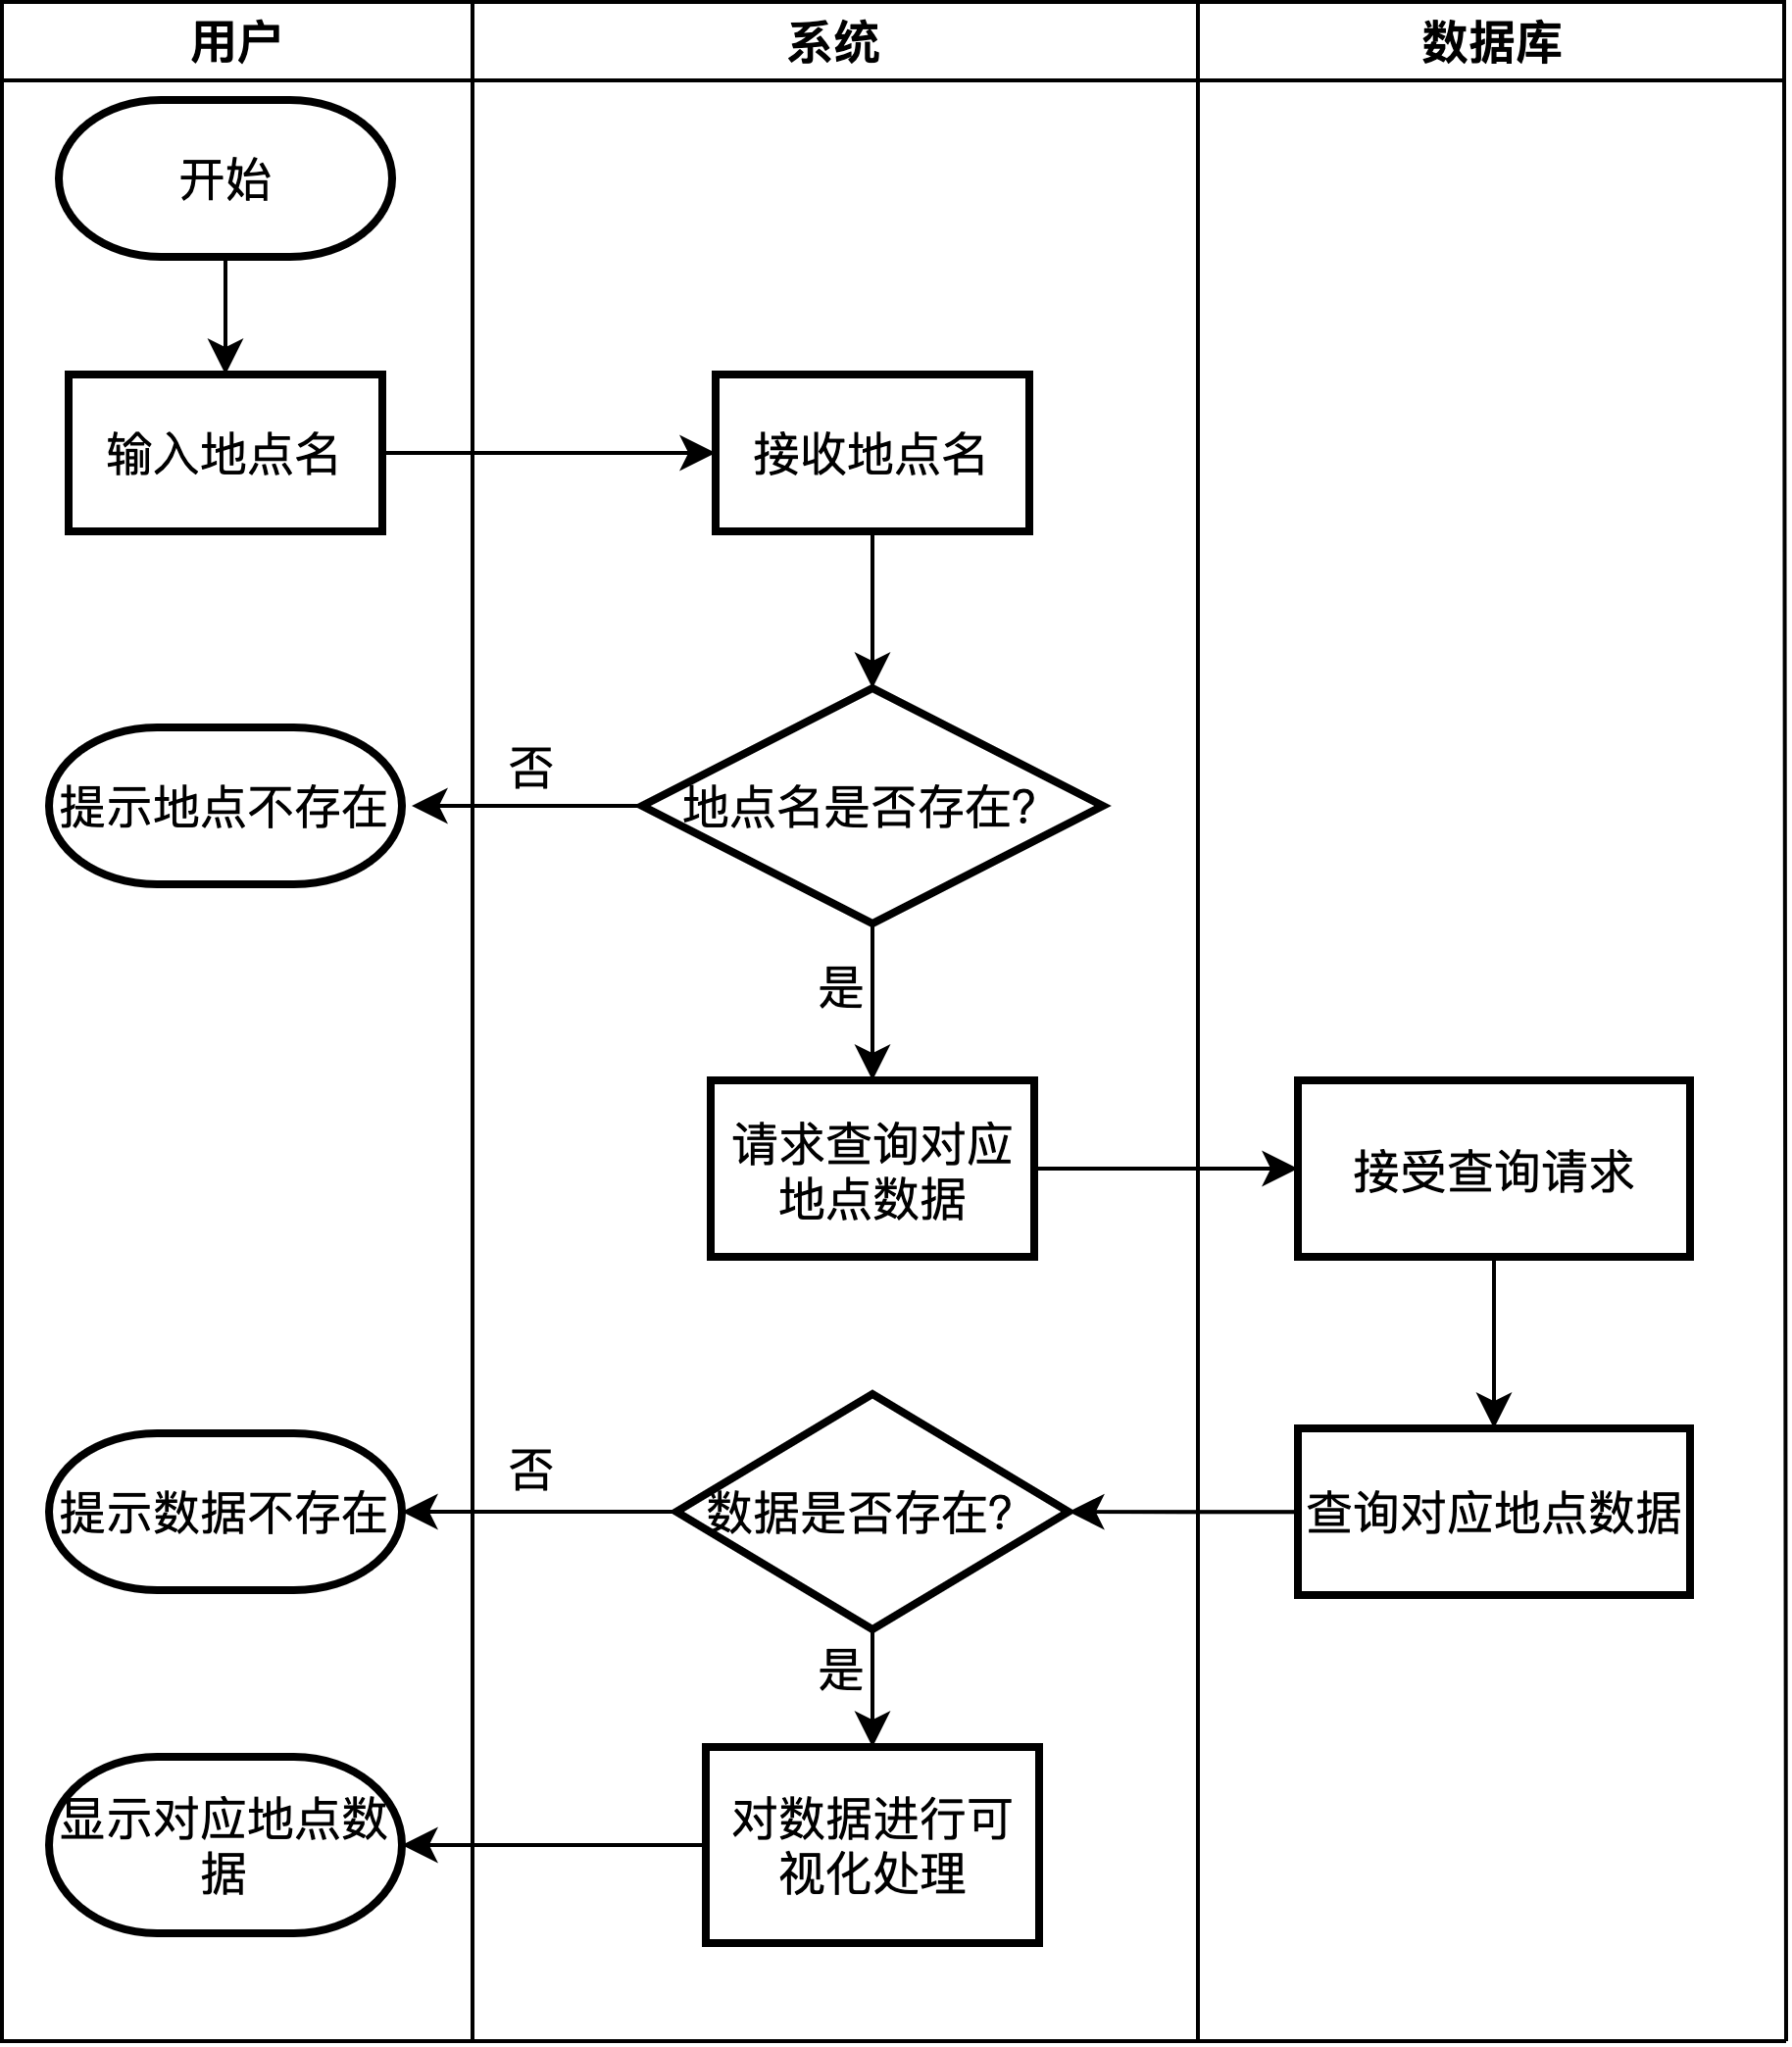 用户
系统
数据库
开始
输入地点名
接收地点名
否
提示地点不存在
地点名是否存在?
是
请求查询对应
地点数据
接受查询请求
否
提示数据不存在
数据是否存在?
查询对应地点数据
是
显示对应地点数
据
对数据进行可
视化处理